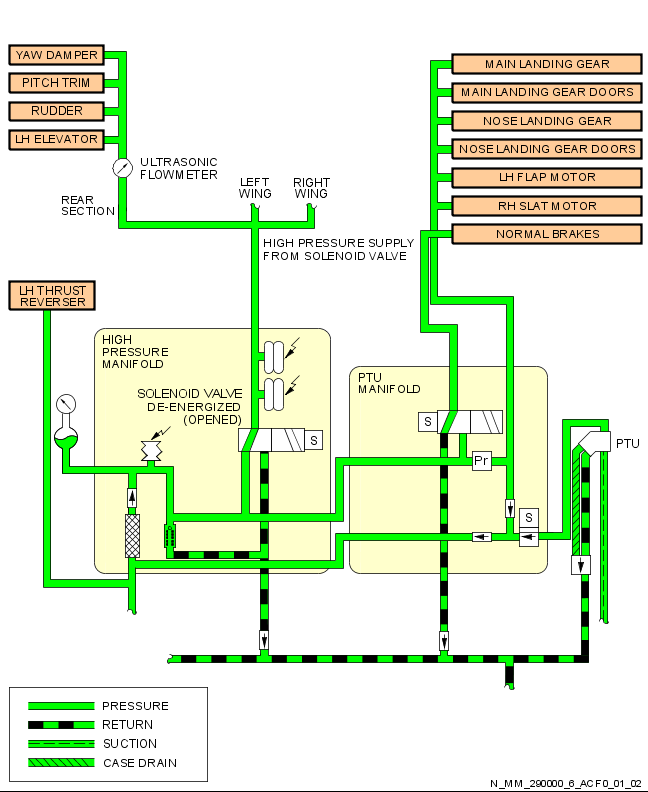 YAW DAMPER
PITCH TRIM
RUDDER
LH ELEVATOR
ULTRASONIC
FLOWMETER
REAR
SECTION
LEFT
WING
RIGHT
WING
HIGH PRESSURE SUPPLY
FROM SOLENOID VALVE
MAIN LANDING GEAR
MAIN LANDING GEAR DOORS
NOSE LANDING GEAR
NOSE LANDING GEAR DOORS
LH FLAP MOTOR
RH SLAT MOTOR
NORMAL BRAKES
LH THRUST
REVERSER
HIGH
PRESSURE
MANIFOLD
SOLENOID VALVE
DE-ENERGIZED
(OPENED)
S
PTU
MANIFOLD
S
Pr
S
PTU
PRESSURE
RETURN
SUCTION
CASE DRAIN
N_MM_290000_6_ACF0_01_02